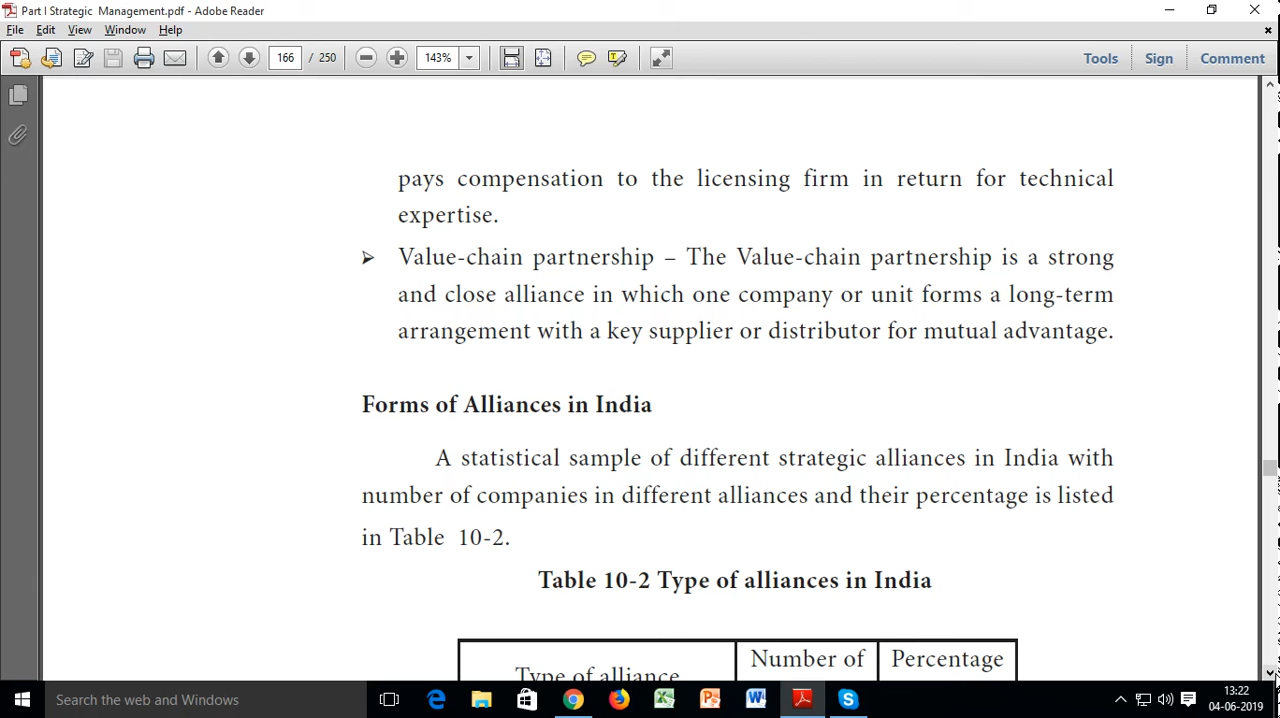 Part I Strategic  Management.pdf - Adobe Reader
File Edit View Window Help
166 / 250 143% Tools Sign Comment
pays compensation to the licensing firm in return for technical
expertise.
➢ Value-chain partnership – The Value-chain partnership is a strong
and close alliance in which one company or unit forms a long-term
arrangement with a key supplier or distributor for mutual advantage.
Forms of Alliances in India
A statistical sample of different strategic alliances in India with
number of companies in different alliances and their percentage is listed
in Table 10-2.
Table 10-2 Type of alliances in India
Number of Percentage
Type of alliance
Search the web and Windows
13:22
04-06-2019